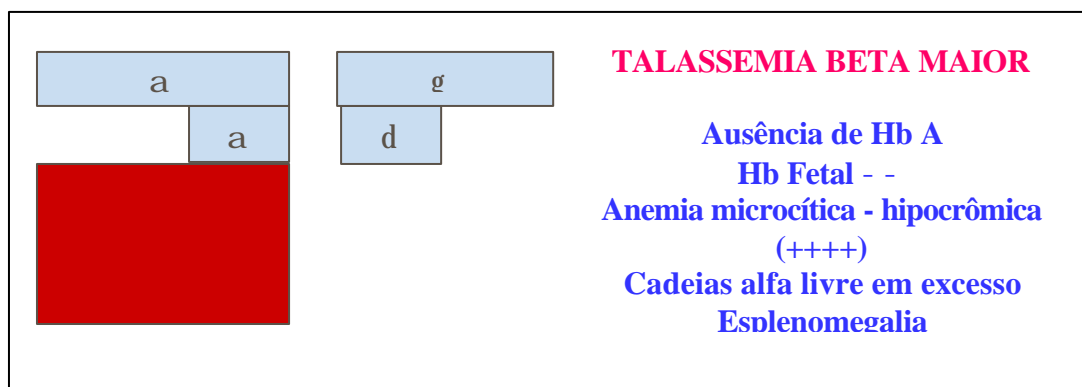 a g
a d
TALASSEMIA BETA MAIOR
Ausência de Hb A
Hb Fetal - -
Anemia microcítica - hipocrômica
(++++)
Cadeias alfa livre em excesso
Esplenomegalia